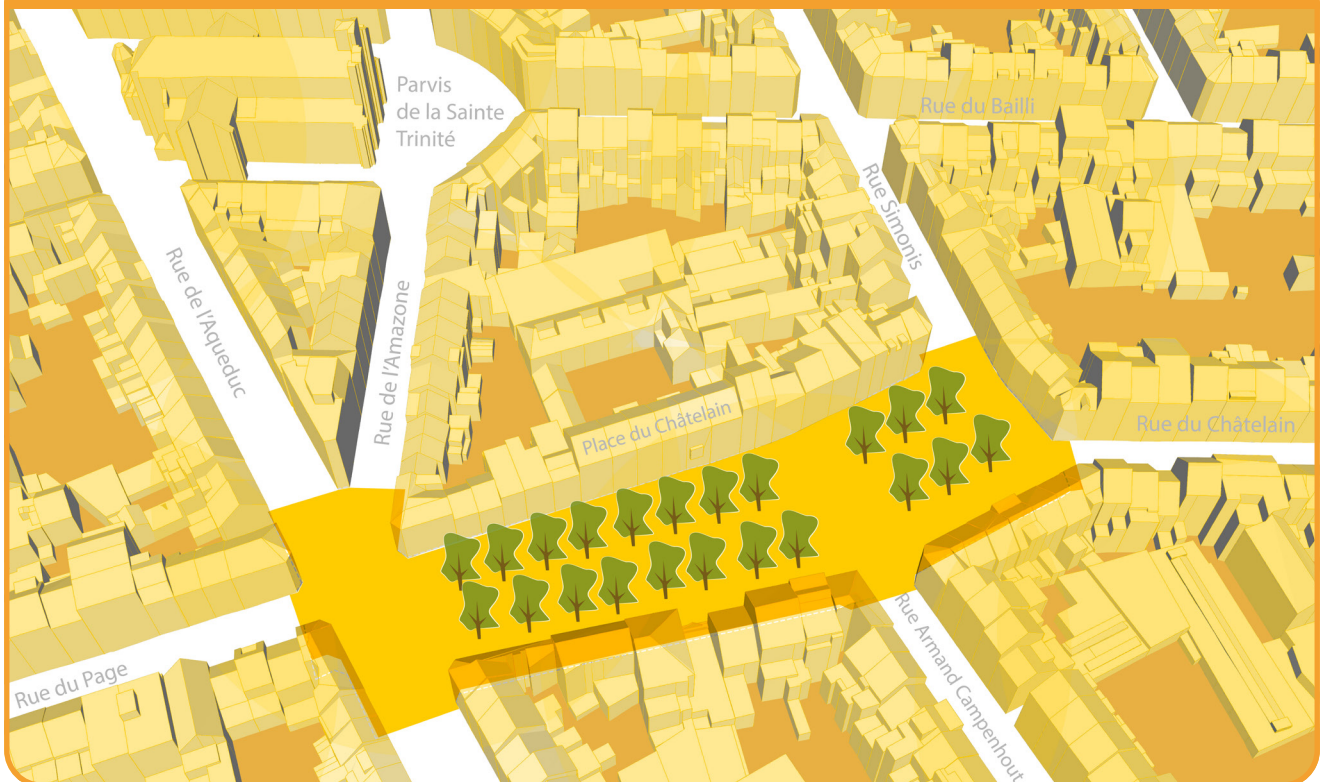 Parvis
de la Sainte
Trinité
Rue du Bailli
Rue Simonis
Rue de l'Aqueduc
Rue de l'Amazone
Place du Châtelain
Rue du Châtelain
Rue du Page
Rue Armand Campenhout